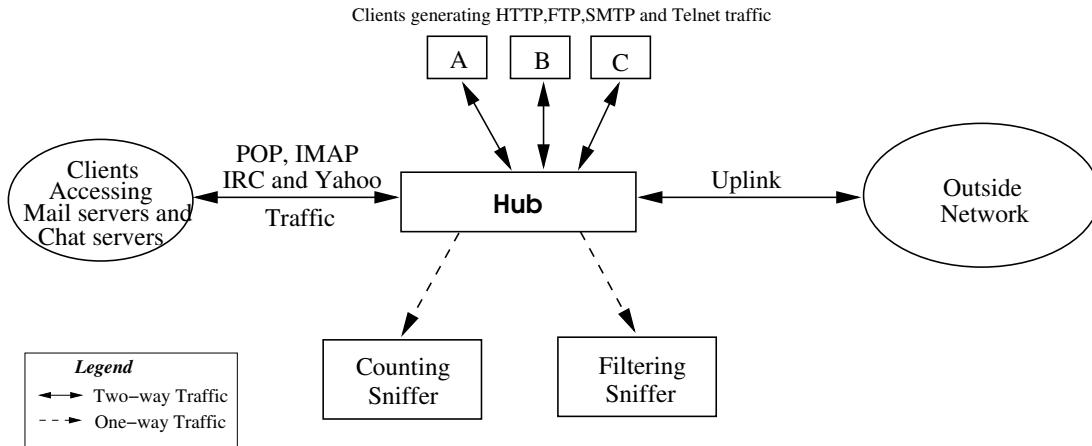 Clients generating HTTP,FTP,SMTP and Telnet traffic
A
B
C
Clients
Accessing
Mail servers and
Chat servers
POP, IMAP
IRC and Yahoo
Traffic
Hub
Uplink
Outside
Network
Counting
Sniffer
Filtering
Sniffer
Legend
Two−way Traffic
One−way Traffic